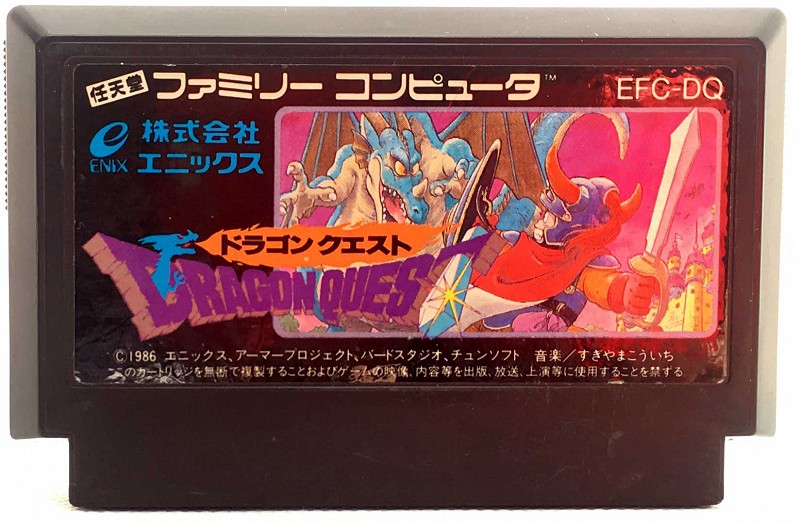 任天堂 ファミリー コンピュータ™ EFC-DQ
e ENIX
株式会社
エニックス
ドラゴンクエスト
DRAGON QUEST
©1986 エニックス、アーマープロジェクト、バードスタジオ、チュンソフト 音楽／すぎやまこういち
このカートリッジを無断で複製することおよびゲームの映像、内容等を出版、放送、上演等に使用することを禁する